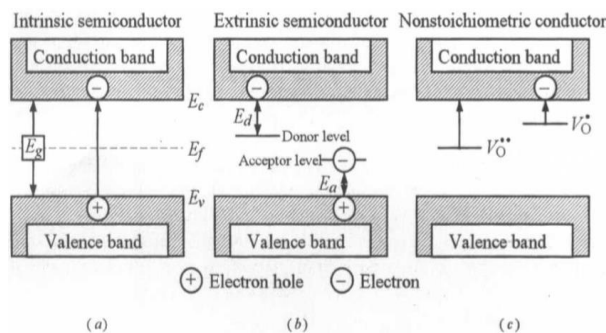 Intrinsic semiconductor Extrinsic semiconductor Nonstoichiometric conductor
Conduction band Conduction band Conduction band
E_c
E_d
Donor level
V_O^•
E_g
E_f
V_O^••
Acceptor level
E_a
E_v
Valence band Valence band Valence band
Electron hole Electron
(a) (b) (c)